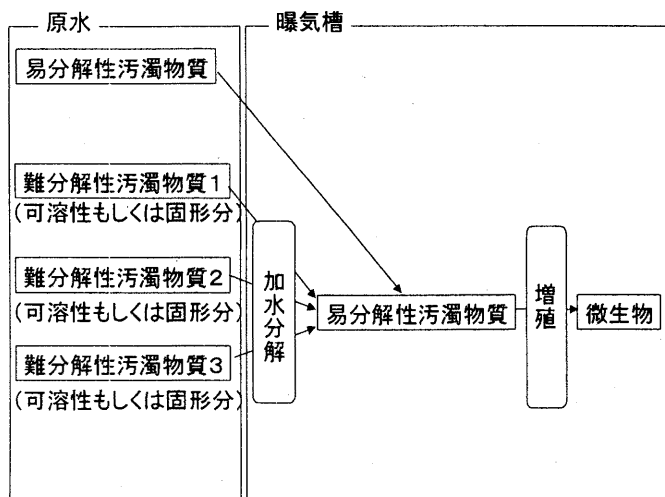 原水
曝気槽
易分解性汚濁物質
難分解性汚濁物質1
(可溶性もしくは固形分)
難分解性汚濁物質2
(可溶性もしくは固形分)
難分解性汚濁物質3
(可溶性もしくは固形分)
加水分解
易分解性汚濁物質
増殖
微生物